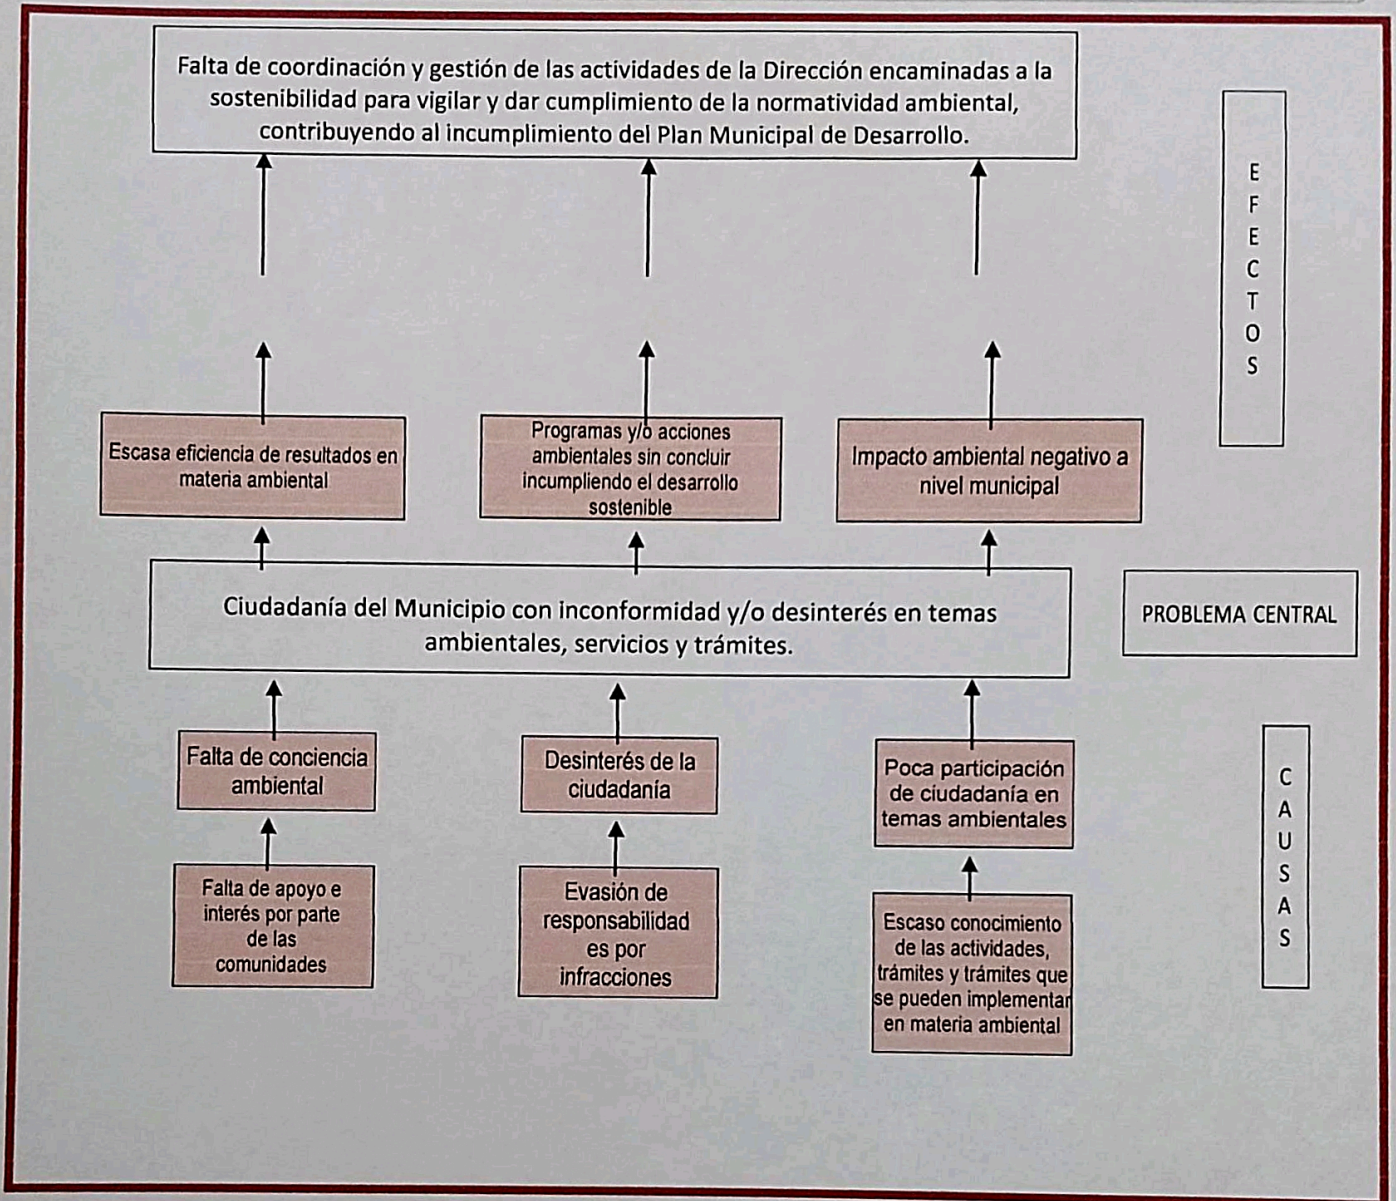 Falta de coordinación y gestión de las actividades de la Dirección encaminadas a la
sostenibilidad para vigilar y dar cumplimiento de la normatividad ambiental,
contribuyendo al incumplimiento del Plan Municipal de Desarrollo.
E
F
E
C
T
O
S
Escasa eficiencia de resultados en
materia ambiental
Programas y/o acciones
ambientales sin concluir
incumpliendo el desarrollo
sostenible
Impacto ambiental negativo a
nivel municipal
Ciudadanía del Municipio con inconformidad y/o desinterés en temas
ambientales, servicios y trámites.
PROBLEMA CENTRAL
Falta de conciencia
ambiental
Desinterés de la
ciudadanía
Poca participación
de ciudadanía en
temas ambientales
C
A
U
S
A
S
Falta de apoyo e
interés por parte
de las
comunidades
Evasión de
responsabilidad
es por
infracciones
Escaso conocimiento
de las actividades,
trámites y trámites que
se pueden implementar
en materia ambiental